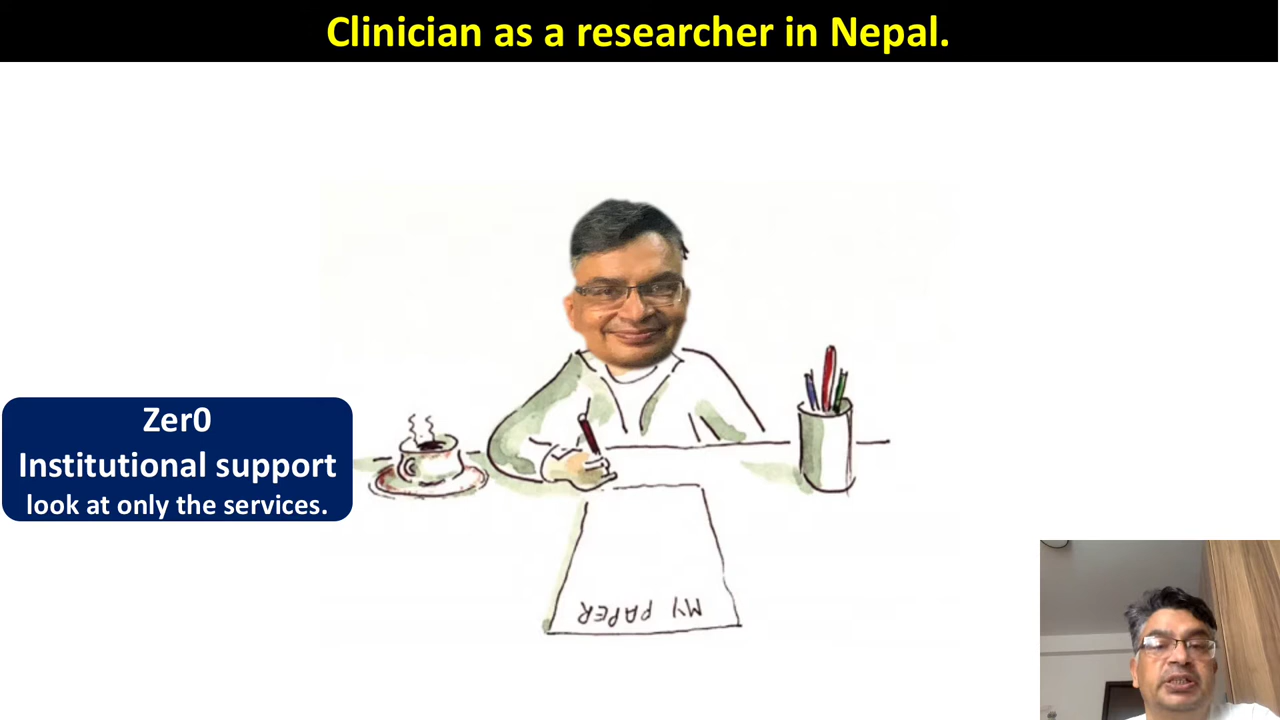 Clinician as a researcher in Nepal.
Zer0
Institutional support
look at only the services.
MY PAPER